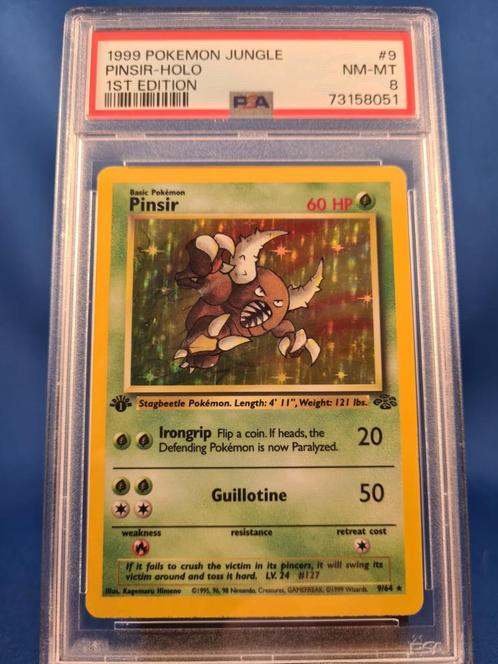 1999 POKEMON JUNGLE #9
PINSIR-HOLO NM-MT
1ST EDITION 8
PSA 73158051
Basic Pokémon
Pinsir 60 HP
Stagbeetle Pokémon. Length: 4' 11", Weight: 121 lbs.
Irongrip Flip a coin. If heads, the 20
Defending Pokémon is now Paralyzed.
Guillotine 50
weakness resistance retreat cost
If it fails to crush the victim in its pincers, it will swing its
victim around and toss it hard. LV. 24 #127
Illus. Kagemaru Himeno ©1995, 96, 98 Nintendo, Creatures, GAMEFREAK. ©1999 Wizards. 9/64 ★